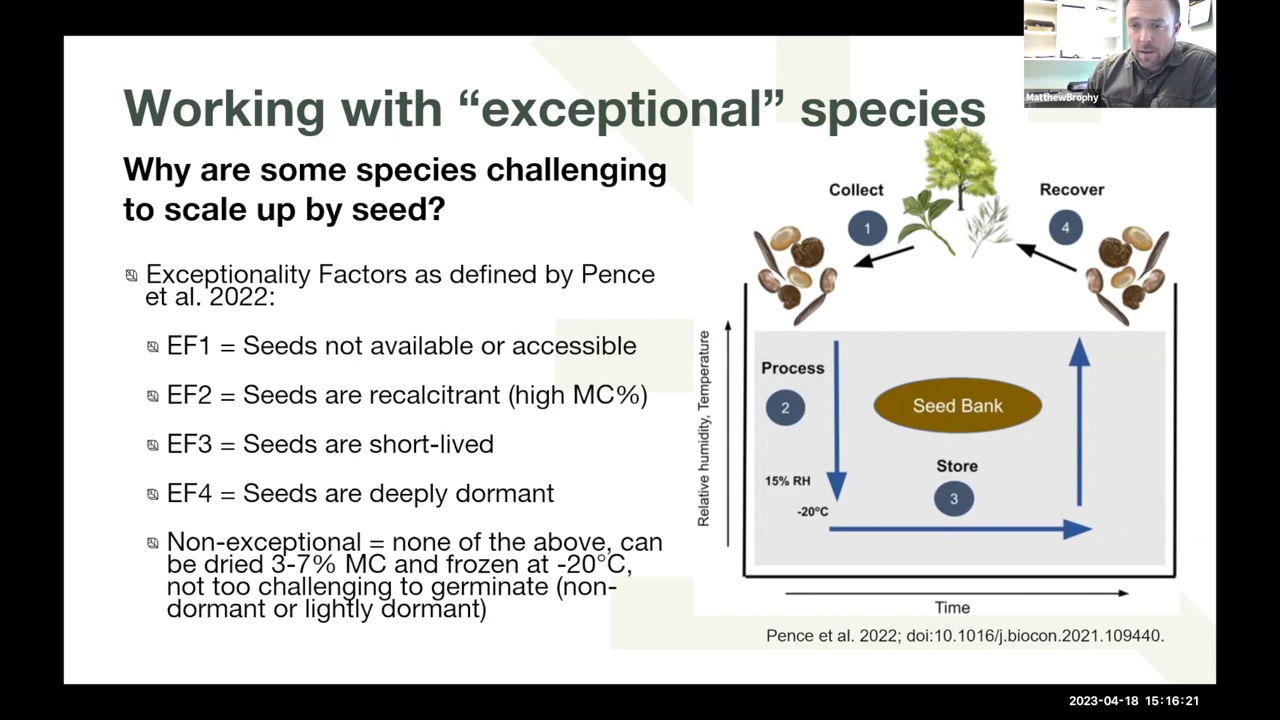 MatthewBrophy
Working with “exceptional” species
Why are some species challenging
to scale up by seed?
Exceptionality Factors as defined by Pence
et al. 2022:
EF1 = Seeds not available or accessible
EF2 = Seeds are recalcitrant (high MC%)
EF3 = Seeds are short-lived
EF4 = Seeds are deeply dormant
Non-exceptional = none of the above, can
be dried 3-7% MC and frozen at -20°C,
not too challenging to germinate (non-
dormant or lightly dormant)
Collect
1
Recover
4
Relative humidity, Temperature
Process
2
Seed Bank
Store
3
15% RH
-20°C
Time
Pence et al. 2022; doi:10.1016/j.biocon.2021.109440.
2023-04-18 15:16:21